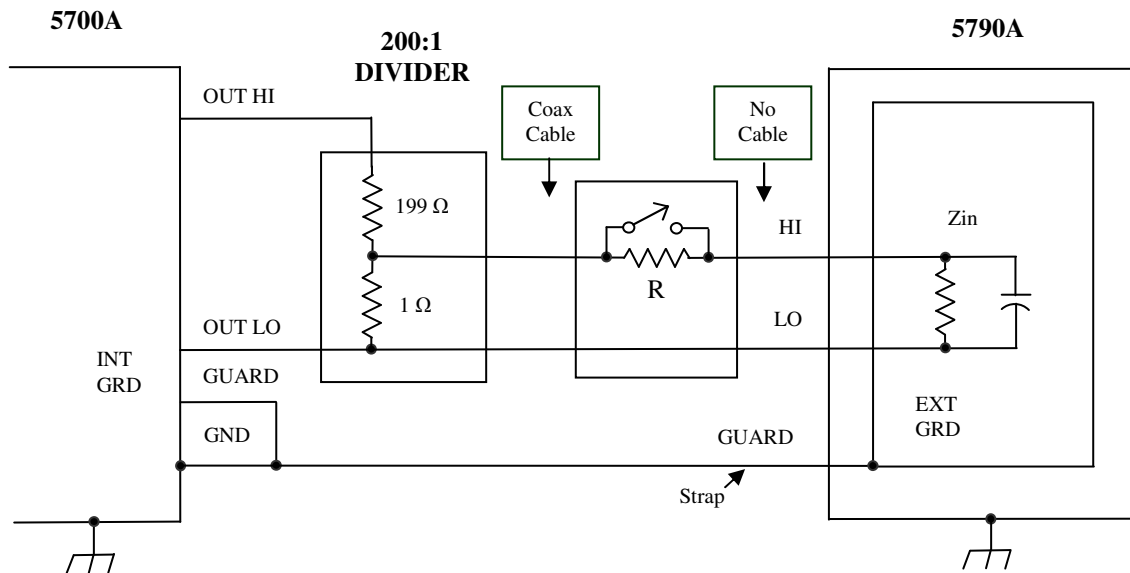 5700A
5790A
200:1
DIVIDER
OUT HI
Coax
Cable
No
Cable
199 Ω
HI
Zin
R
1 Ω
LO
OUT LO
INT
GRD
GUARD
EXT
GRD
GND
GUARD
Strap